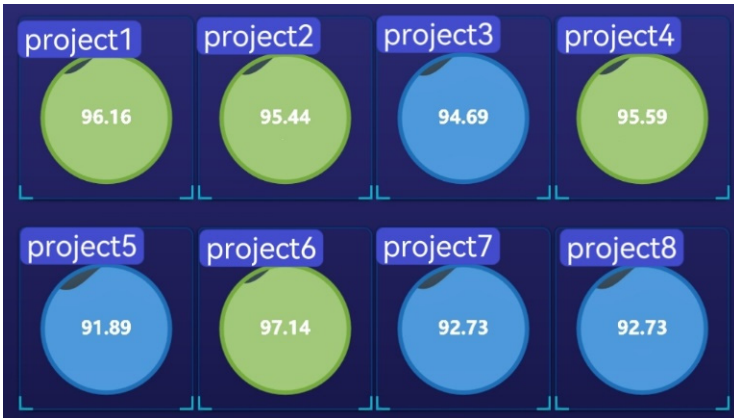 project1 project2 project3 project4
96.16 95.44 94.69 95.59
project5 project6 project7 project8
91.89 97.14 92.73 92.73